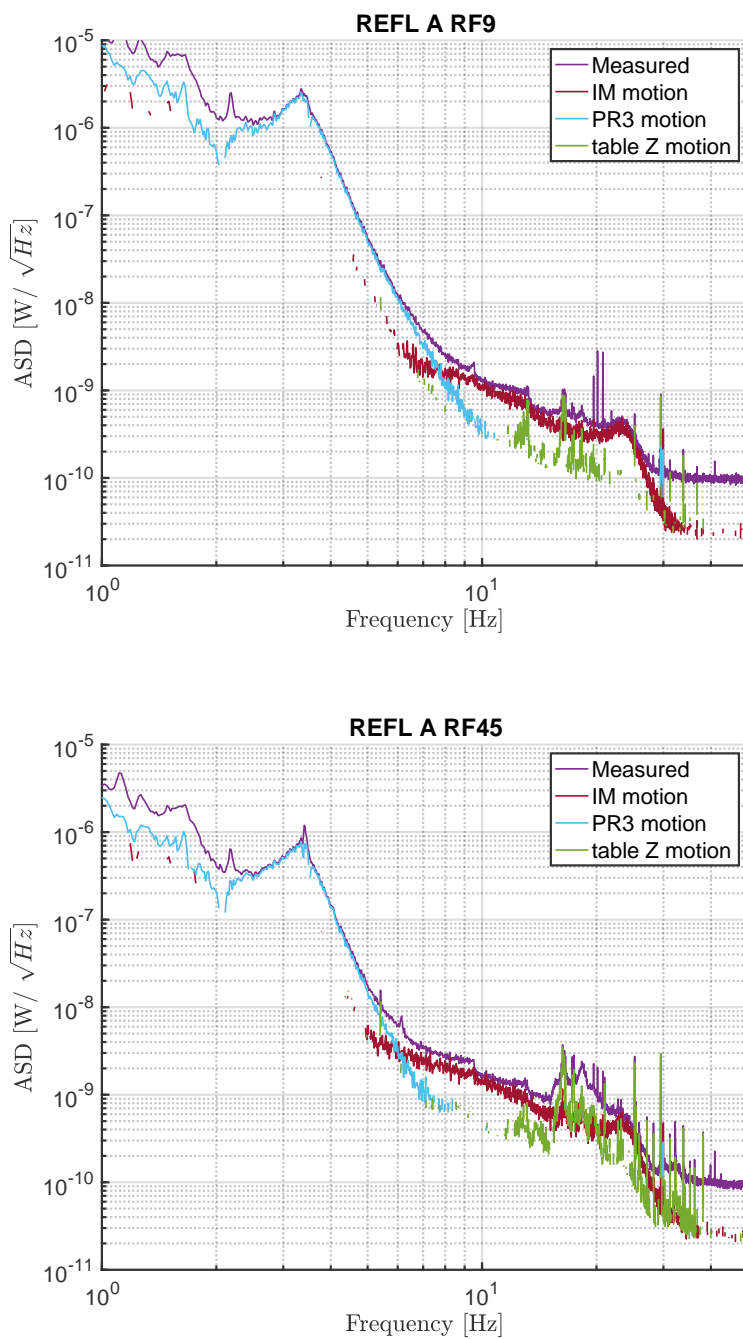 REFL A RF9
10^-5
10^-6
10^-7
10^-8
10^-9
10^-10
10^-11
ASD [W/ √Hz]
Measured
IM motion
PR3 motion
table Z motion
10^0
10^1
Frequency [Hz]
REFL A RF45
10^-5
10^-6
10^-7
10^-8
10^-9
10^-10
10^-11
ASD [W/ √Hz]
Measured
IM motion
PR3 motion
table Z motion
10^0
10^1
Frequency [Hz]